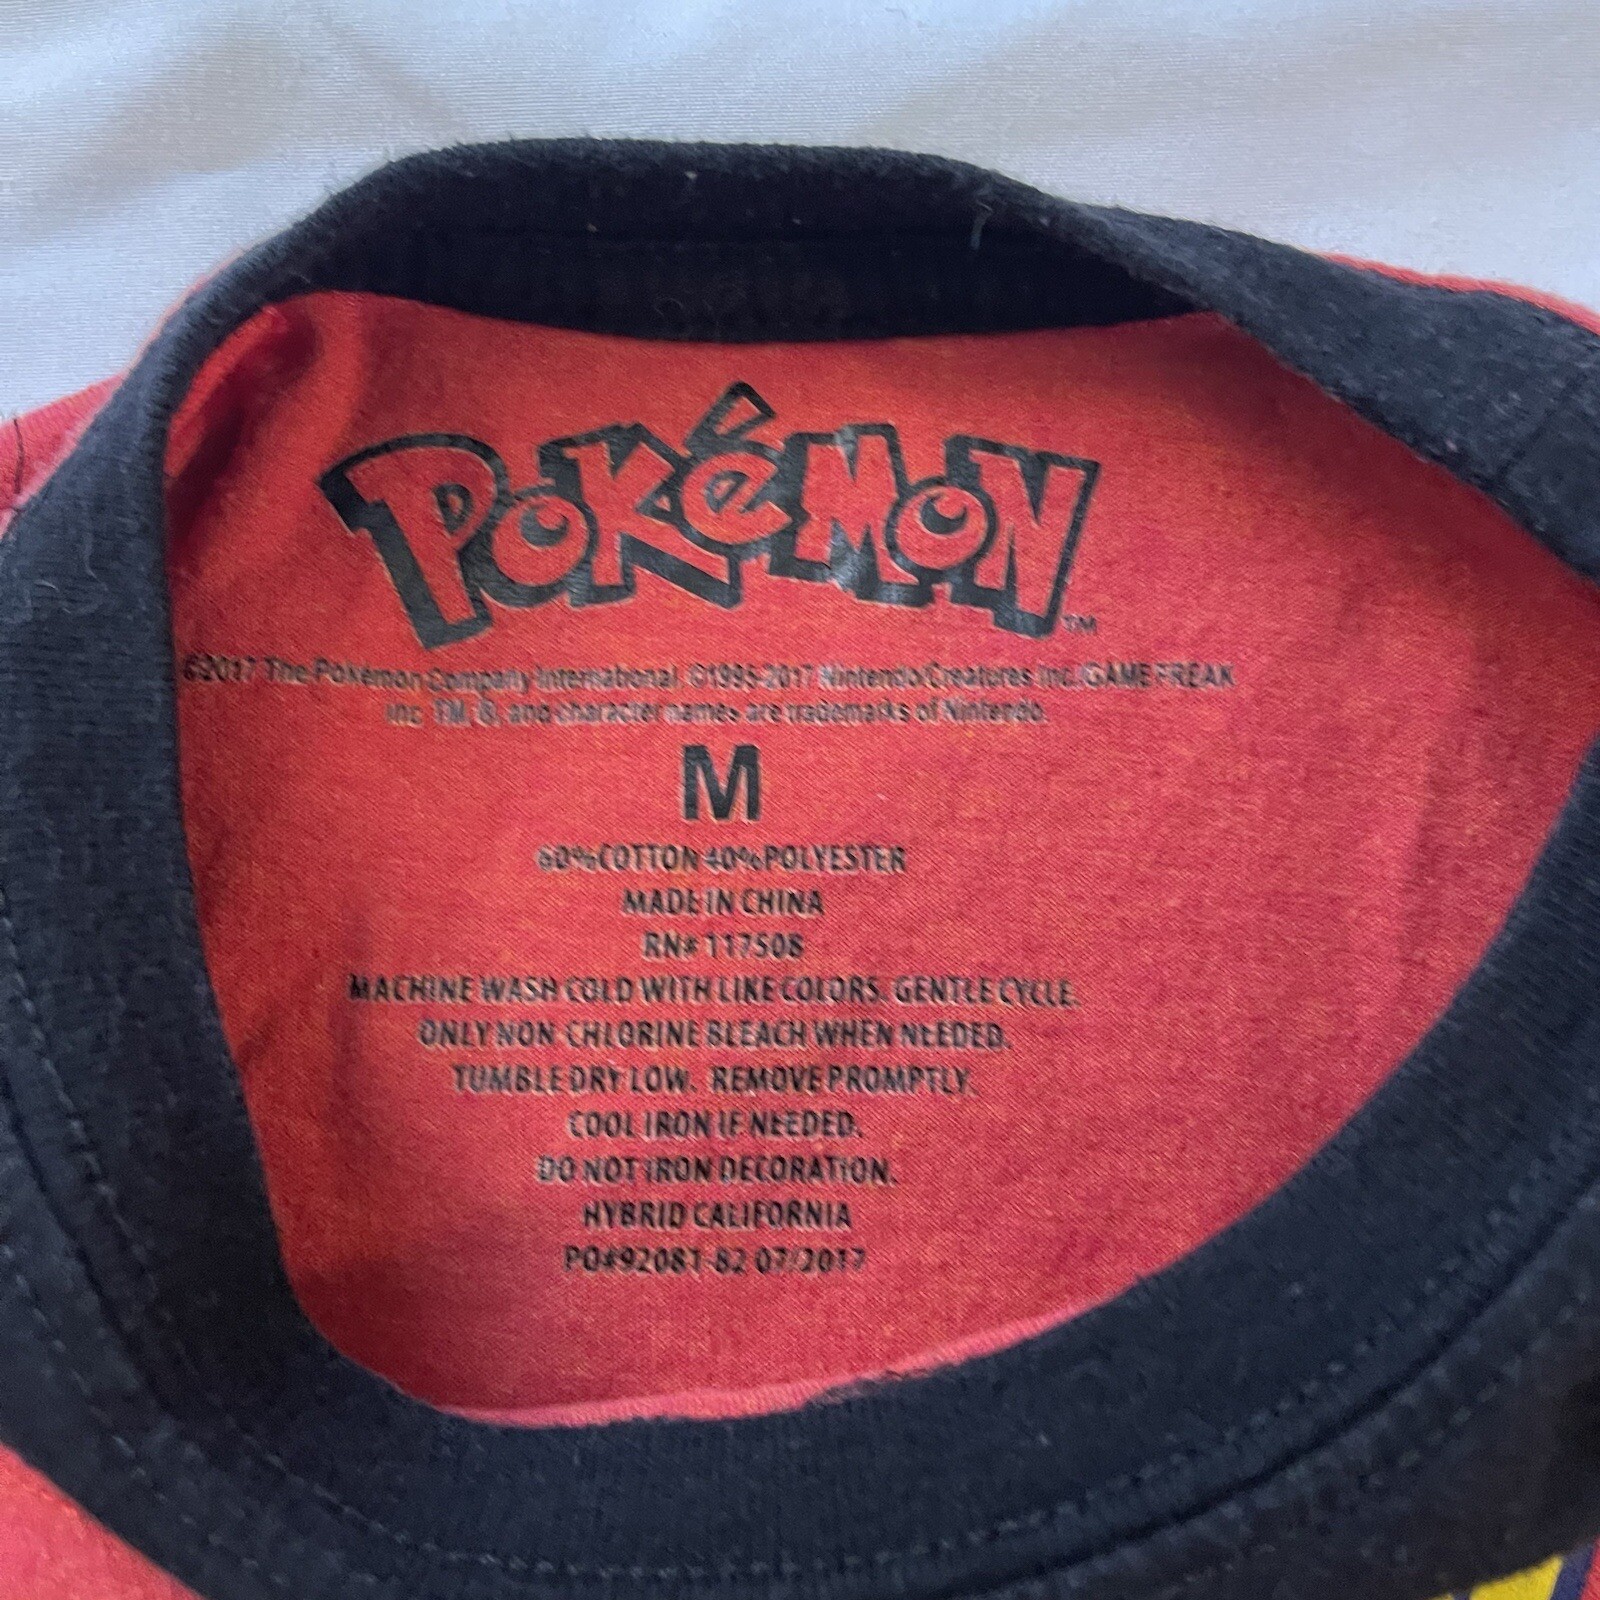 POKéMON™
©2017 The Pokémon Company International. ©1995-2017 Nintendo/Creatures Inc./GAME FREAK
inc. TM, ®, and character names are trademarks of Nintendo.
M
60%COTTON 40%POLYESTER
MADE IN CHINA
RN# 117508
MACHINE WASH COLD WITH LIKE COLORS. GENTLE CYCLE.
ONLY NON-CHLORINE BLEACH WHEN NEEDED.
TUMBLE DRY LOW. REMOVE PROMPTLY.
COOL IRON IF NEEDED.
DO NOT IRON DECORATION.
HYBRID CALIFORNIA
PO#92081-82 07/2017